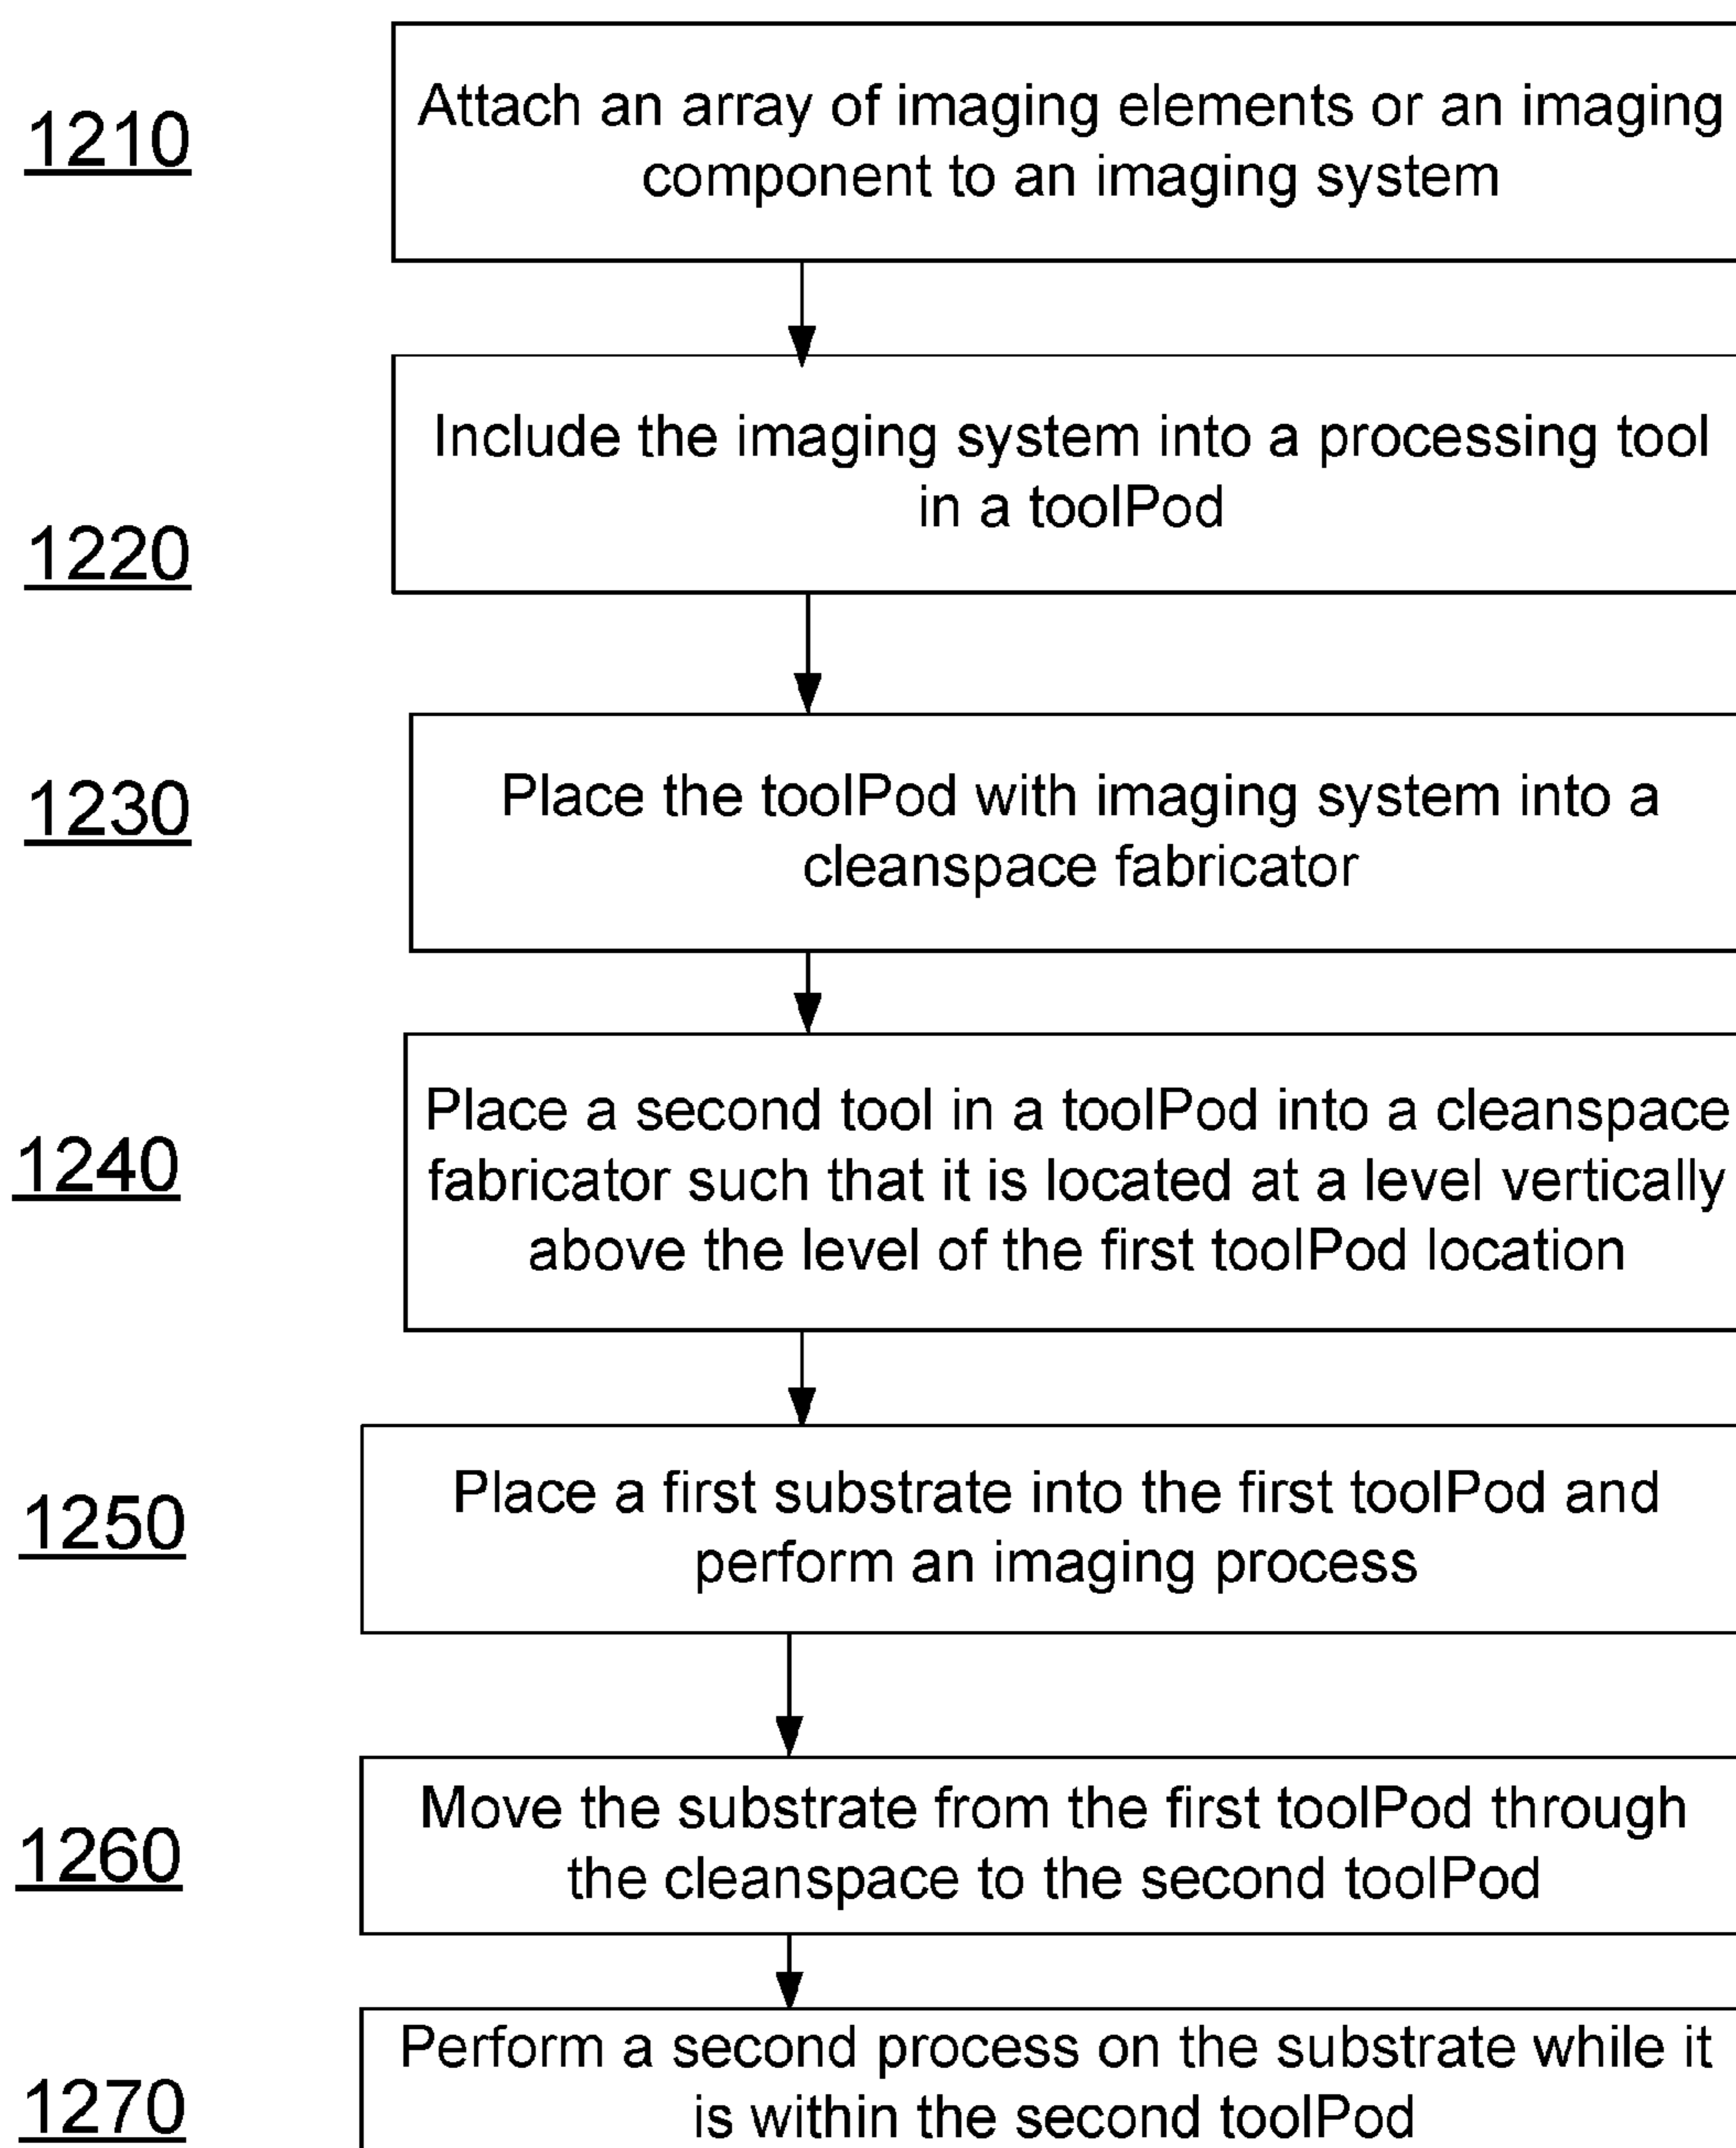 1210
Attach an array of imaging elements or an imaging
component to an imaging system
1220
Include the imaging system into a processing tool
in a toolPod
1230
Place the toolPod with imaging system into a
cleanspace fabricator
1240
Place a second tool in a toolPod into a cleanspace
fabricator such that it is located at a level vertically
above the level of the first toolPod location
1250
Place a first substrate into the first toolPod and
perform an imaging process
1260
Move the substrate from the first toolPod through
the cleanspace to the second toolPod
1270
Perform a second process on the substrate while it
is within the second toolPod